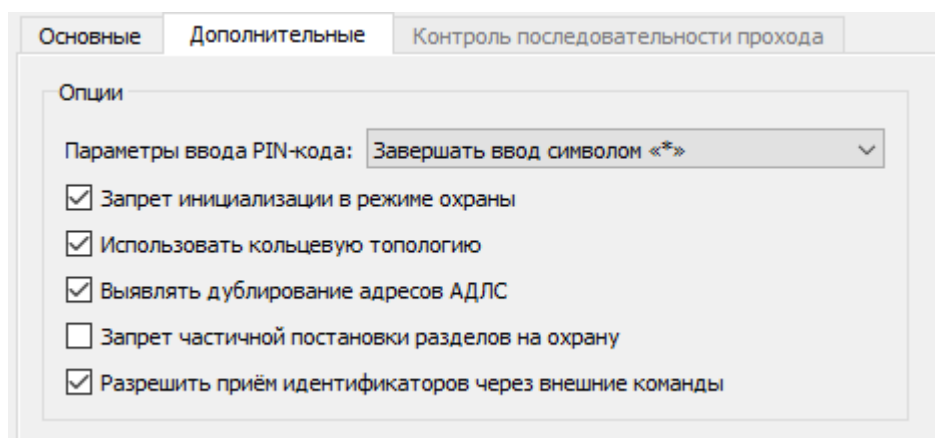 Основные Дополнительные Контроль последовательности прохода
Опции
Параметры ввода PIN-кода: Завершать ввод символом «*»
Запрет инициализации в режиме охраны
Использовать кольцевую топологию
Выявлять дублирование адресов АДЛС
Запрет частичной постановки разделов на охрану
Разрешить приём идентификаторов через внешние команды